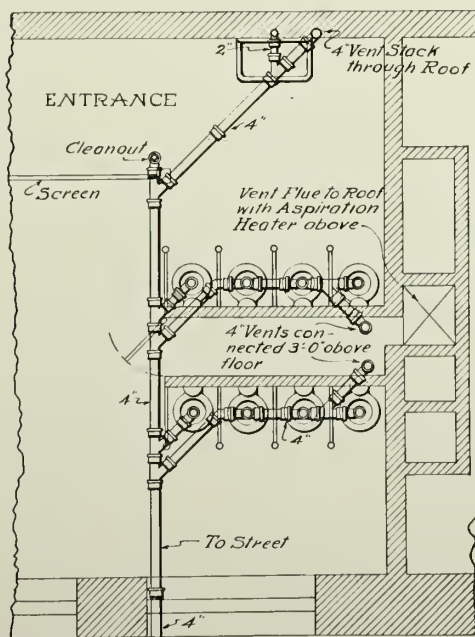 2"
4" Vent Stack
through Roof
ENTRANCE
4"
Cleanout
Screen
Vent Flue to Roof
with Aspiration
Heater above
4" Vents con-
nected 3'-0" above
floor
4"
4"
To Street
4"